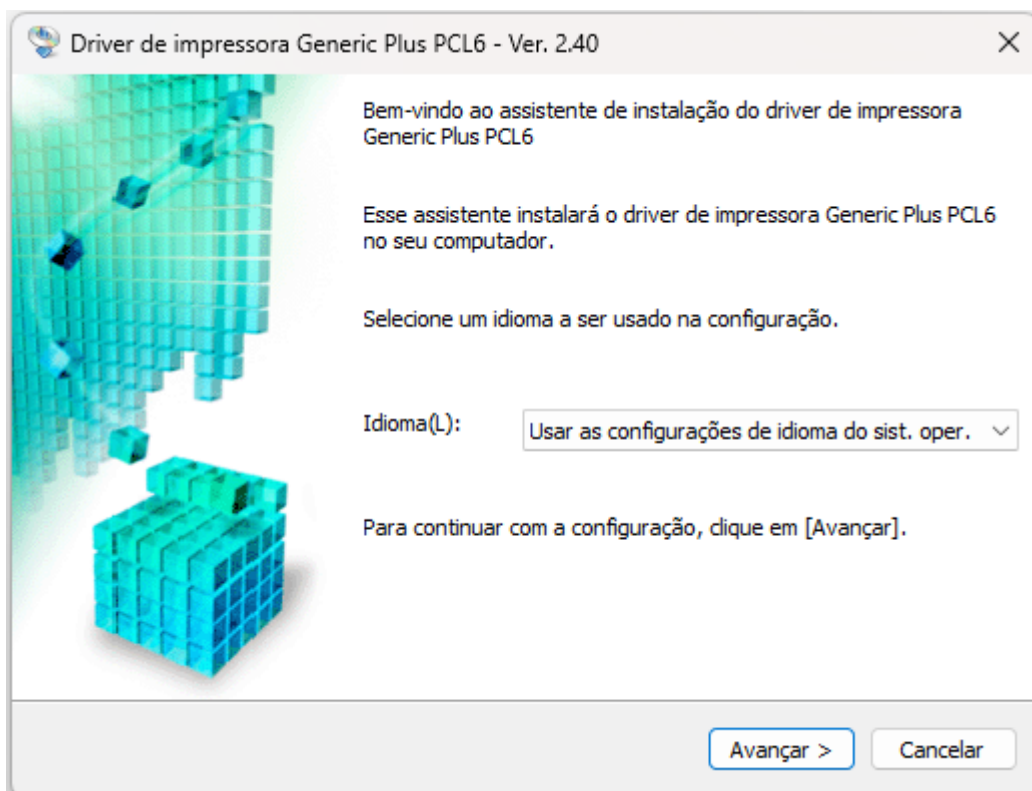 Driver de impressora Generic Plus PCL6 - Ver. 2.40
Bem-vindo ao assistente de instalação do driver de impressora
Generic Plus PCL6
Esse assistente instalará o driver de impressora Generic Plus PCL6
no seu computador.
Selecione um idioma a ser usado na configuração.
Idioma(L):
Usar as configurações de idioma do sist. oper.
Para continuar com a configuração, clique em [Avançar].
Avançar >
Cancelar